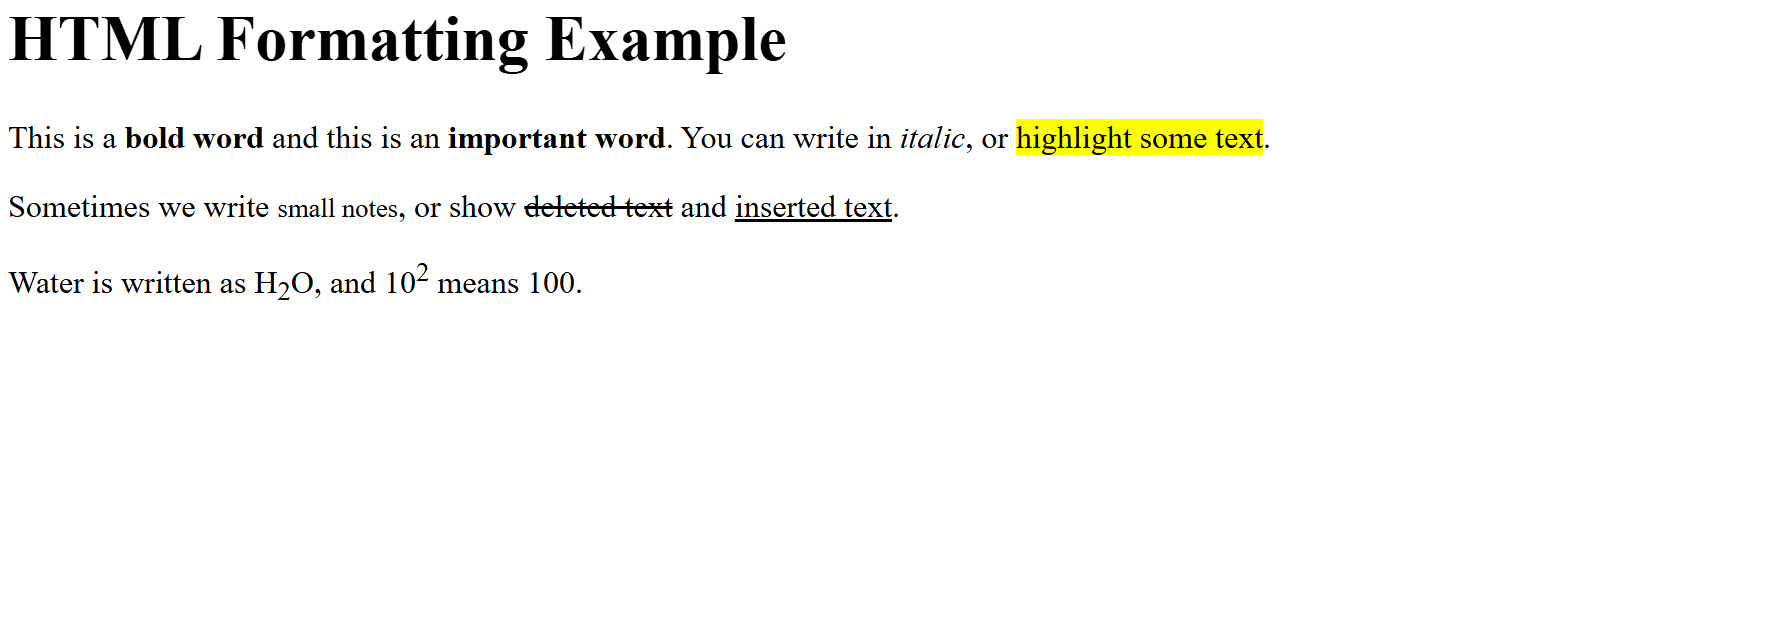 HTML Formatting Example
This is a bold word and this is an important word. You can write in italic, or highlight some text.
Sometimes we write small notes, or show deleted text and inserted text.
Water is written as H₂O, and 10² means 100.